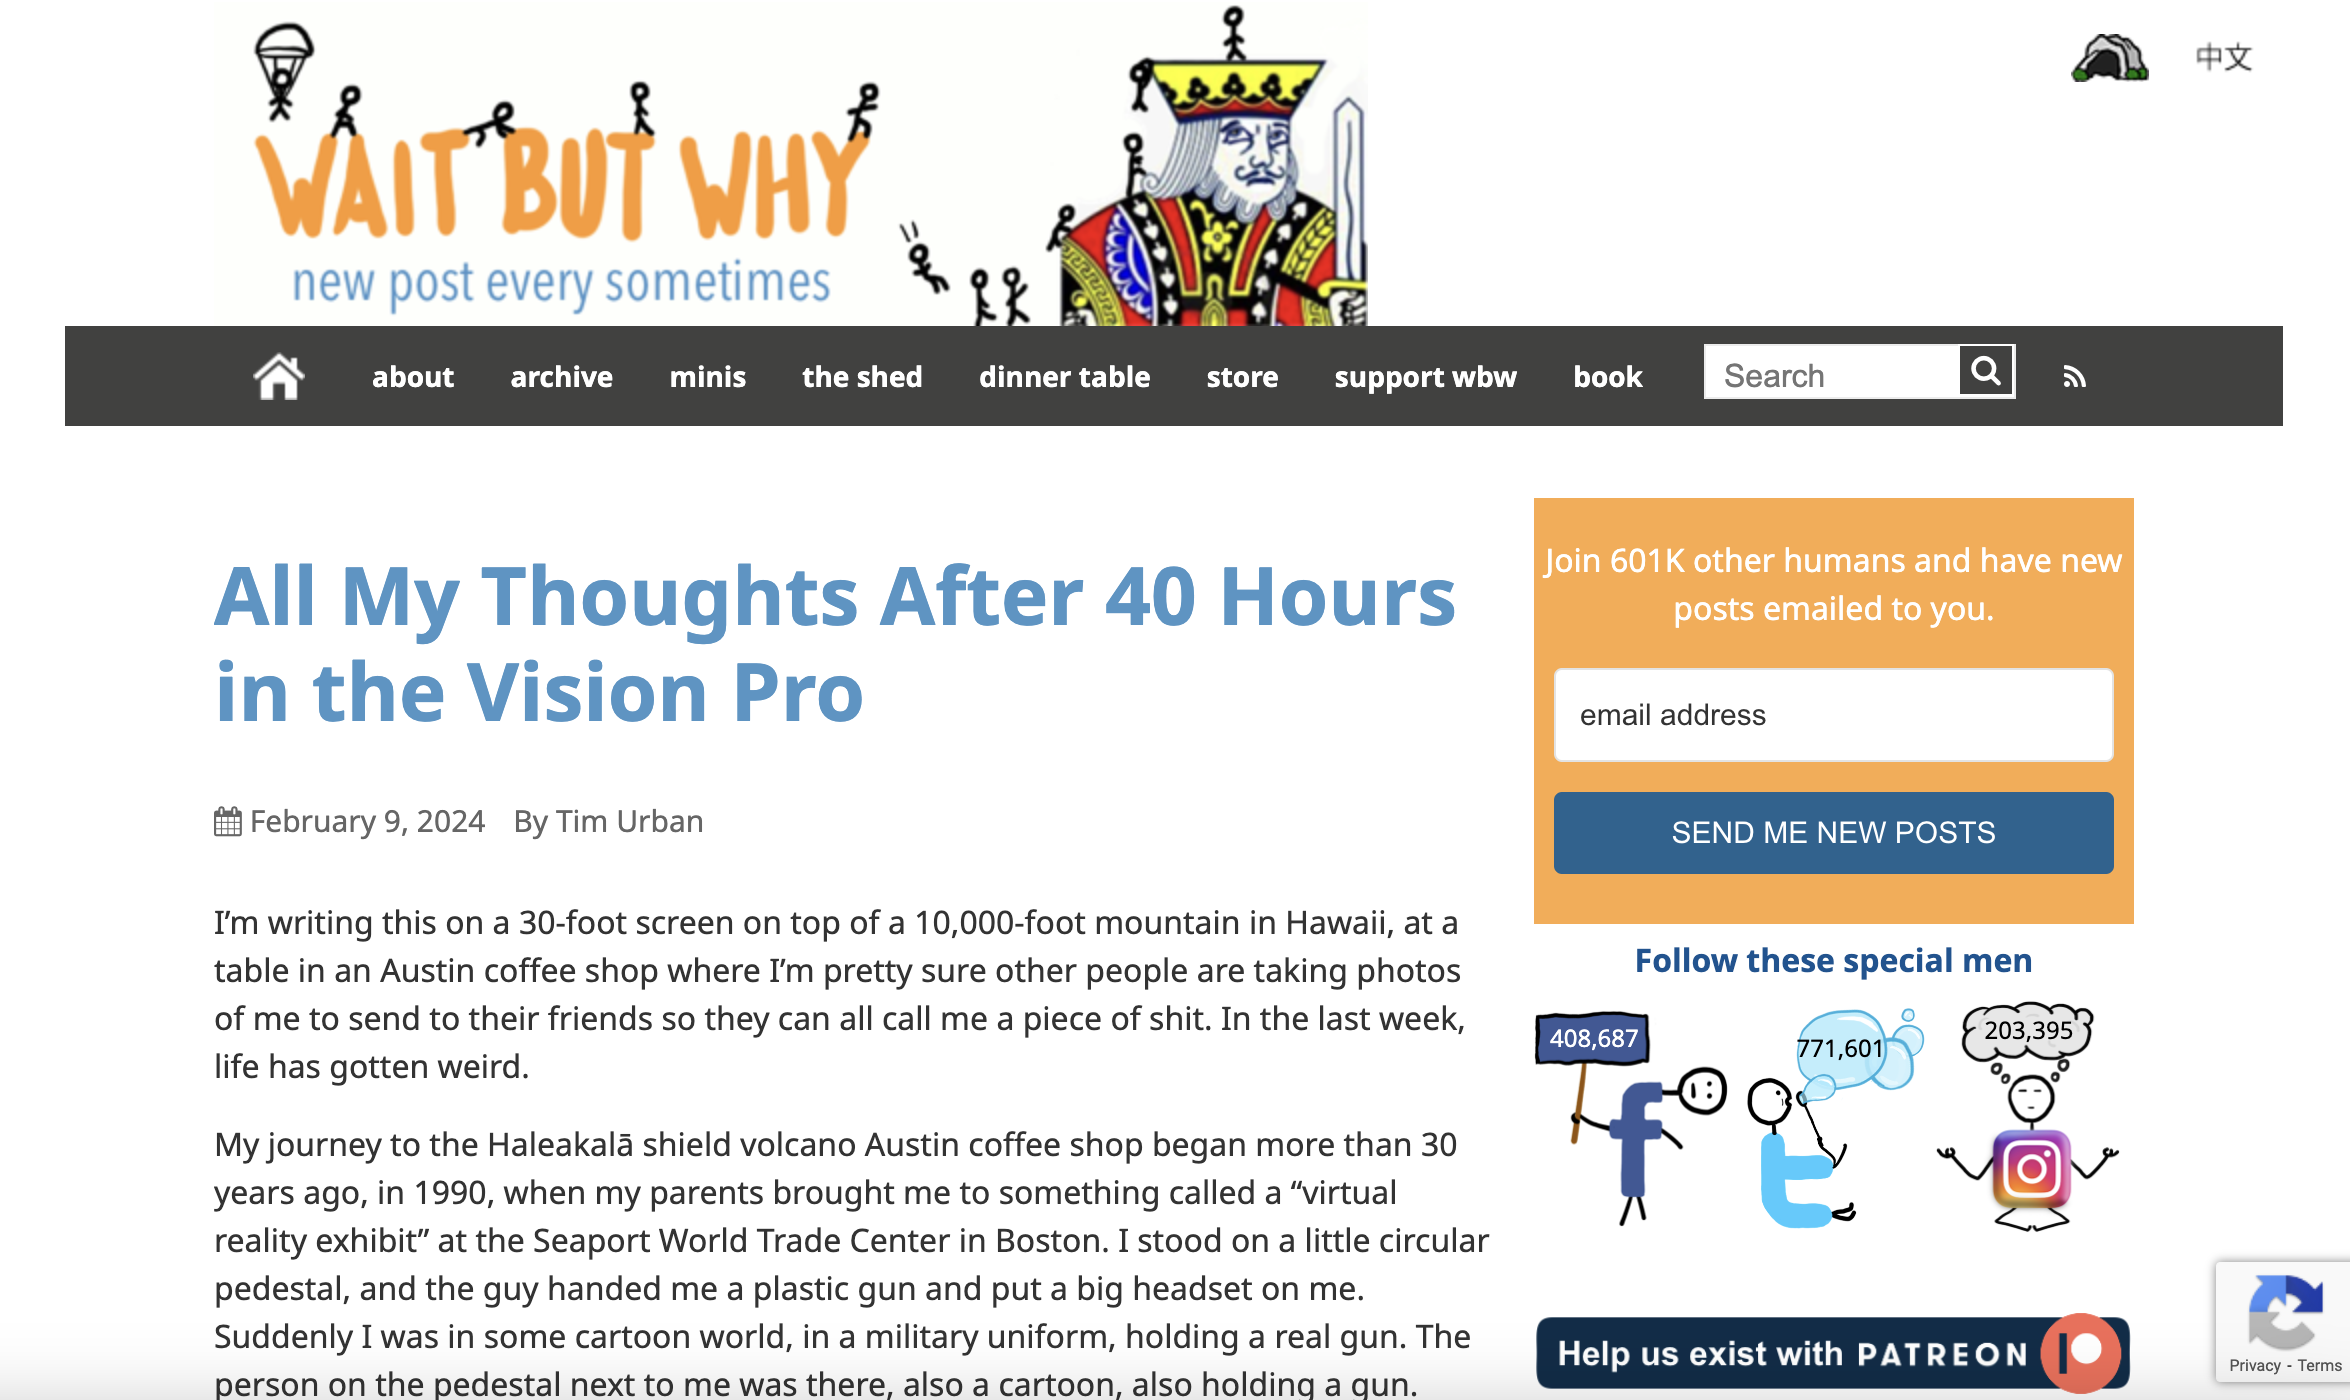 中文
WAIT BUT WHY
new post every sometimes
about archive minis the shed dinner table store support wbw book Search
All My Thoughts After 40 Hours
in the Vision Pro
February 9, 2024 By Tim Urban
I’m writing this on a 30-foot screen on top of a 10,000-foot mountain in Hawaii, at a
table in an Austin coffee shop where I’m pretty sure other people are taking photos
of me to send to their friends so they can all call me a piece of shit. In the last week,
life has gotten weird.
My journey to the Haleakalā shield volcano Austin coffee shop began more than 30
years ago, in 1990, when my parents brought me to something called a “virtual
reality exhibit” at the Seaport World Trade Center in Boston. I stood on a little circular
pedestal, and the guy handed me a plastic gun and put a big headset on me.
Suddenly I was in some cartoon world, in a military uniform, holding a real gun. The
person on the pedestal next to me was there, also a cartoon, also holding a gun.
Join 601K other humans and have new
posts emailed to you.
email address
SEND ME NEW POSTS
Follow these special men
408,687
771,601
203,395
Help us exist with PATREON
Privacy - Terms